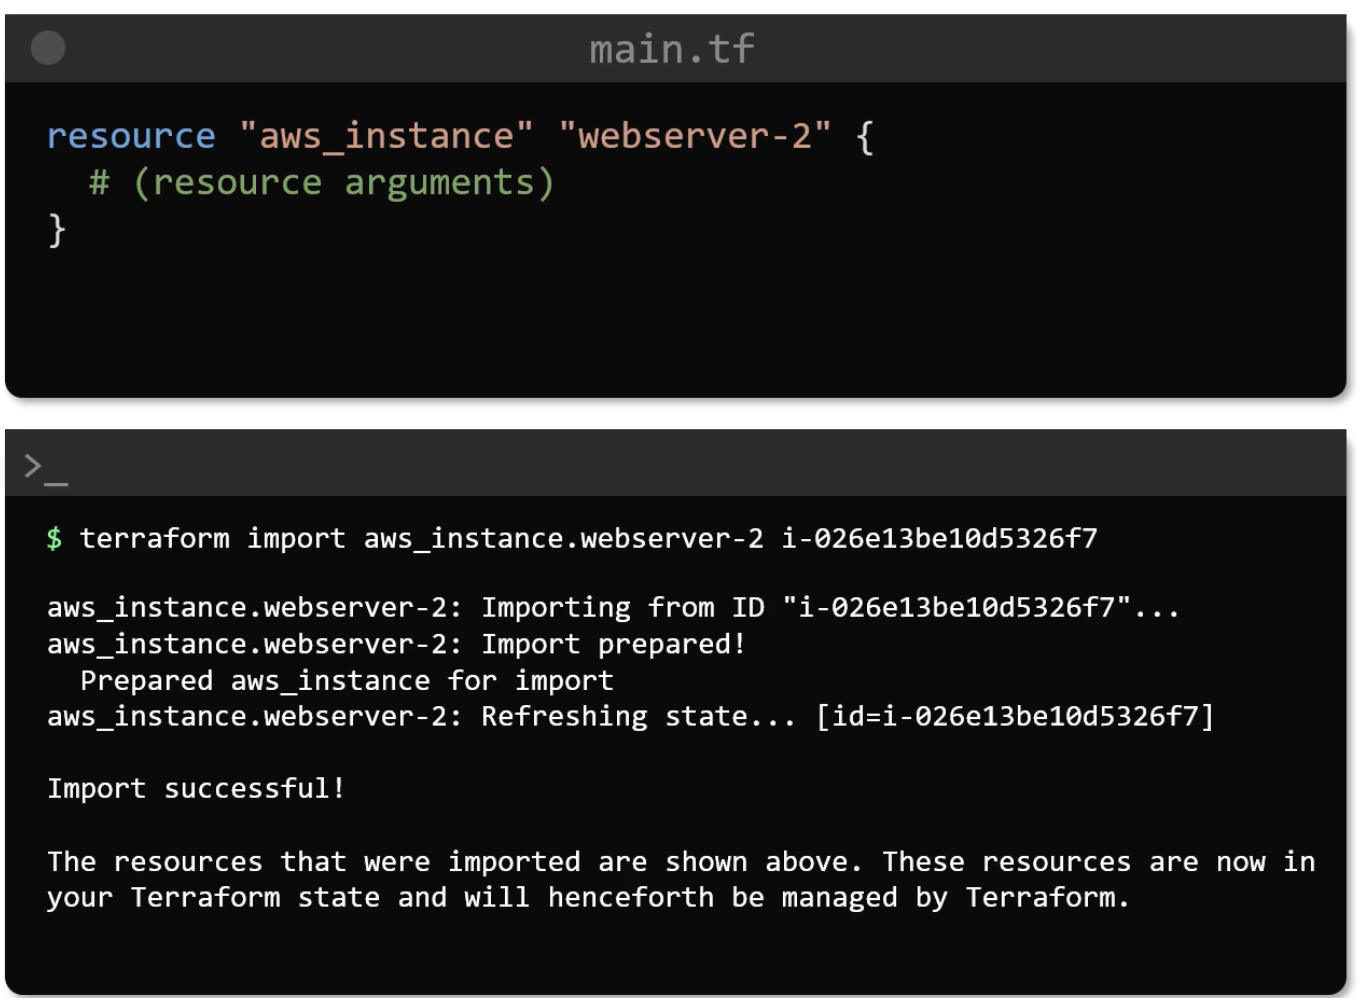 main.tf
resource "aws_instance" "webserver-2" {
  # (resource arguments)
}
>_
$ terraform import aws_instance.webserver-2 i-026e13be10d5326f7
aws_instance.webserver-2: Importing from ID "i-026e13be10d5326f7"...
aws_instance.webserver-2: Import prepared!
  Prepared aws_instance for import
aws_instance.webserver-2: Refreshing state... [id=i-026e13be10d5326f7]
Import successful!
The resources that were imported are shown above. These resources are now in
your Terraform state and will henceforth be managed by Terraform.